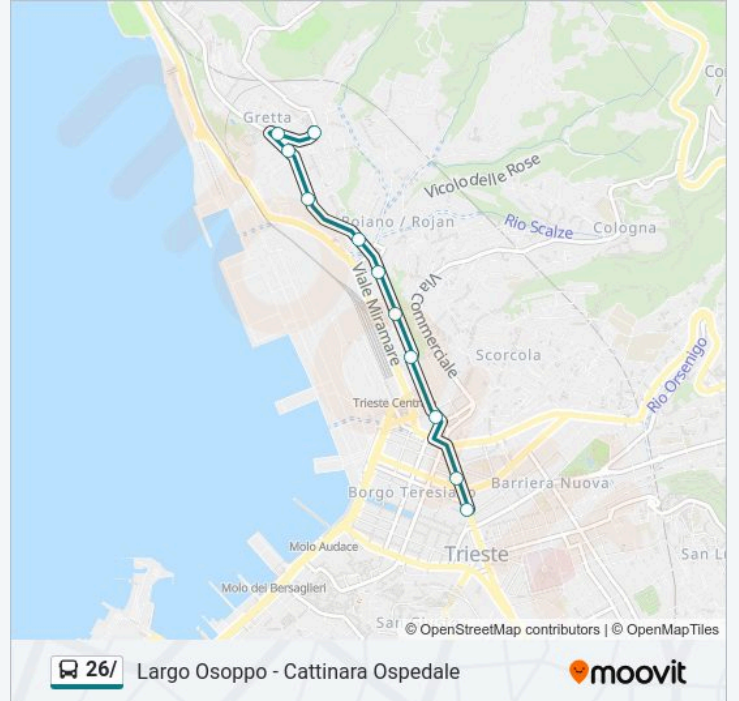 Co
/
Gretta
Vicolo delle Rose
Rio Scalze
Cologna
Roiano / Rojan
Viale Miramare
Via Commerciale
Scorcola
Rio Orsenigo
Trieste Centr
Borgo Teresiano
Barriera Nuova
Molo Audace
Trieste
San L
Molo dei Bersaglieri
San
© OpenStreetMap contributors | © OpenMapTiles
26/ Largo Osoppo - Cattinara Ospedale
moovit